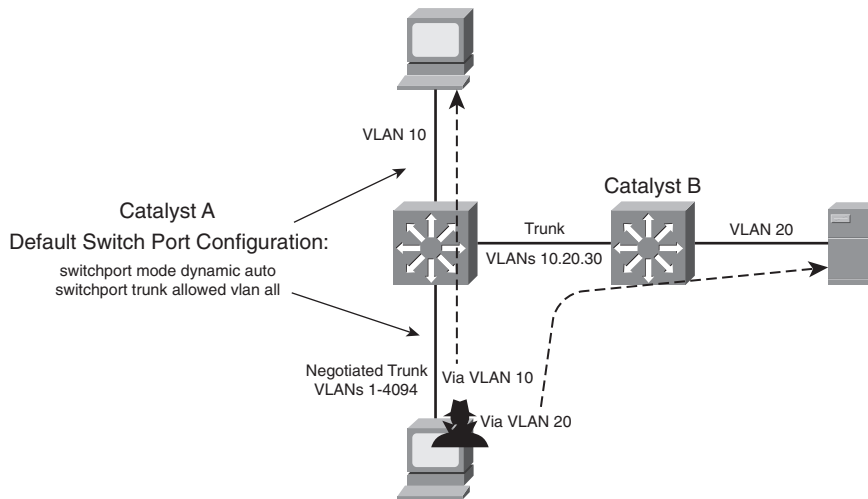 VLAN 10
Catalyst A
Default Switch Port Configuration:
switchport mode dynamic auto
switchport trunk allowed vlan all
Catalyst B
Trunk
VLANs 10.20.30
VLAN 20
Negotiated Trunk
VLANs 1-4094
Via VLAN 10
Via VLAN 20